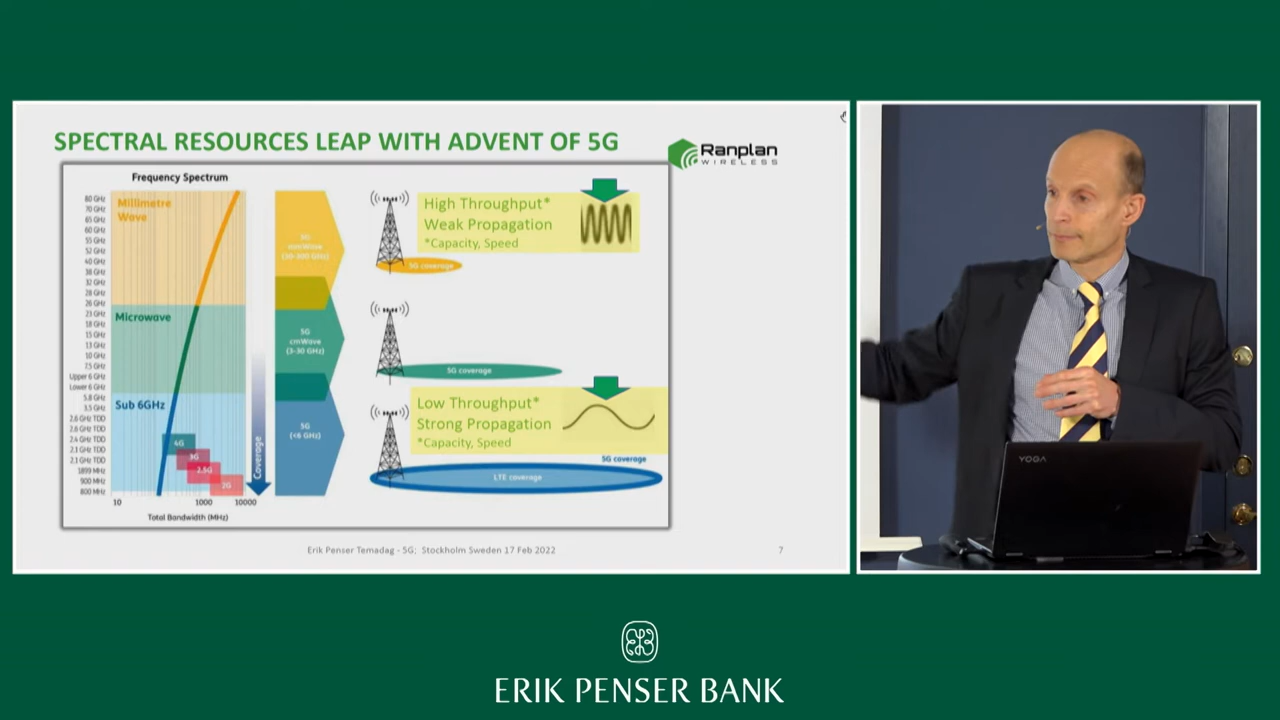 SPECTRAL RESOURCES LEAP WITH ADVENT OF 5G
Ranplan
WIRELESS
Frequency Spectrum
80 GHz
70 GHz
65 GHz
60 GHz
55 GHz
52 GHz
40 GHz
38 GHz
32 GHz
28 GHz
26 GHz
23 GHz
18 GHz
15 GHz
13 GHz
10 GHz
7.5 GHz
Upper 6 GHz
Lower 6 GHz
5.8 GHz
3.5 GHz
2.6 GHz TDD
2.6 GHz TDD
2.4 GHz TDD
2.1 GHz TDD
2.1 GHz TDD
1899 MHz
900 MHz
800 MHz
Millimetre
Wave
Microwave
Sub 6GHz
4G
3G
2.5G
2G
10
1000
10000
Total Bandwidth (MHz)
Coverage
5G
mmWave
(30-300 GHz)
5G
cmWave
(3-30 GHz)
5G
(<6 GHz)
High Throughput*
Weak Propagation
*Capacity, Speed
5G coverage
5G coverage
Low Throughput*
Strong Propagation
*Capacity, Speed
5G coverage
LTE coverage
Erik Penser Temadag - 5G; Stockholm Sweden 17 Feb 2022
7
YOGA
ERIK PENSER BANK